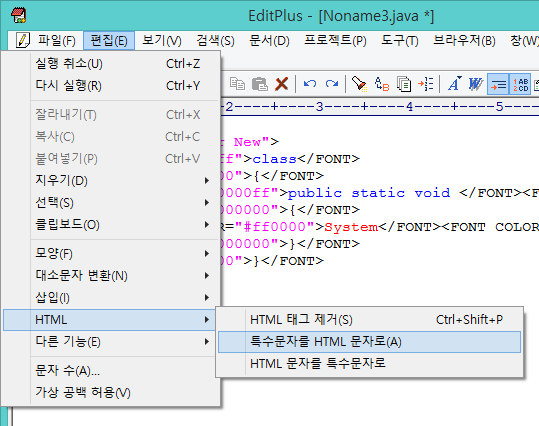 EditPlus - [Noname3.java *]
파일(F) 편집(E) 보기(V) 검색(S) 문서(D) 프로젝트(P) 도구(T) 브라우저(B) 창(W)
실행 취소(U) Ctrl+Z
다시 실행(R) Ctrl+Y
잘라내기(T) Ctrl+X
복사(C) Ctrl+C
붙여넣기(P) Ctrl+V
지우기(D)
선택(S)
클립보드(O)
모양(F)
대소문자 변환(N)
삽입(I)
HTML
다른 기능(E)
문자 수(A)...
가상 공백 허용(V)
HTML 태그 제거(S) Ctrl+Shift+P
특수문자를 HTML 문자로(A)
HTML 문자를 특수문자로
2----+----3----+----4----+----5----
New">
ff">class</FONT>
00">{</FONT>
0000ff">public static void </FONT><F
000000">{</FONT>
R="#ff0000">System</FONT><FONT COLOR
000000">}</FONT>
00">}</FONT>